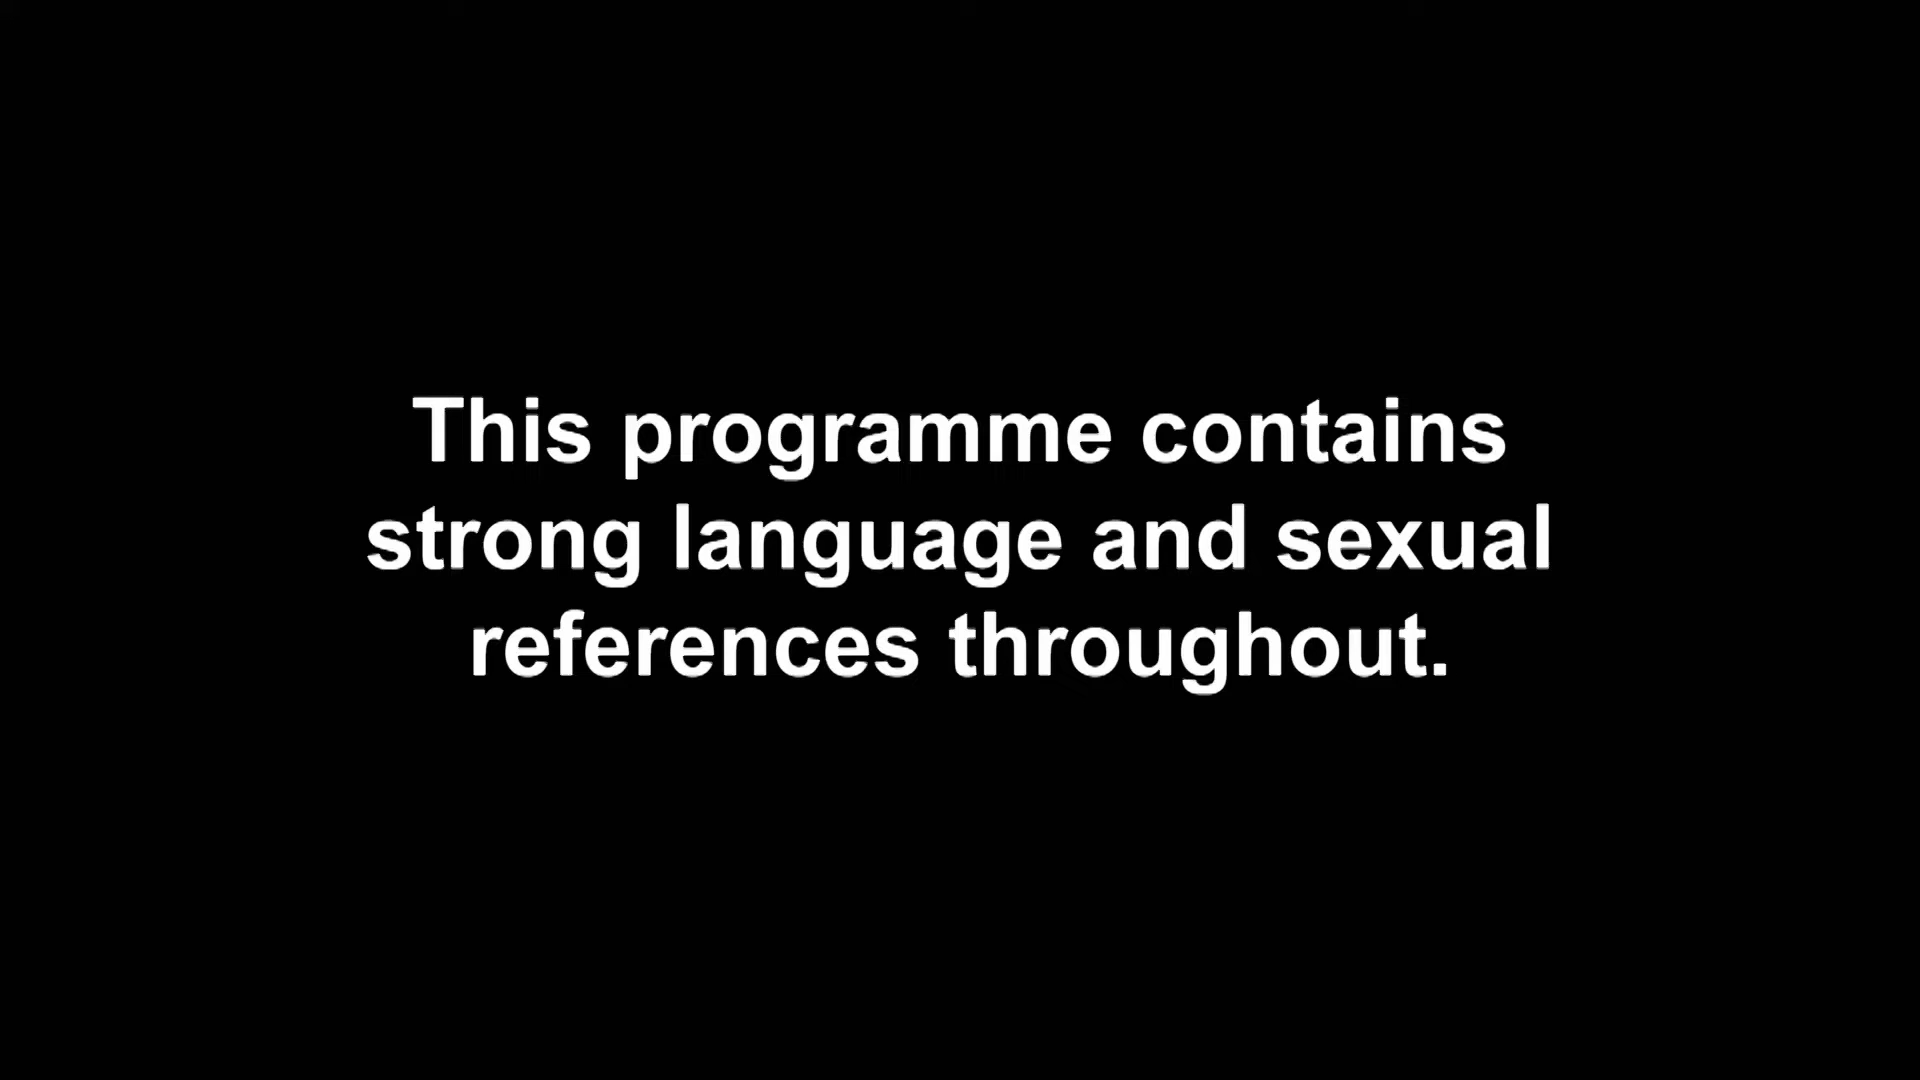 This programme contains
strong language and sexual
references throughout.